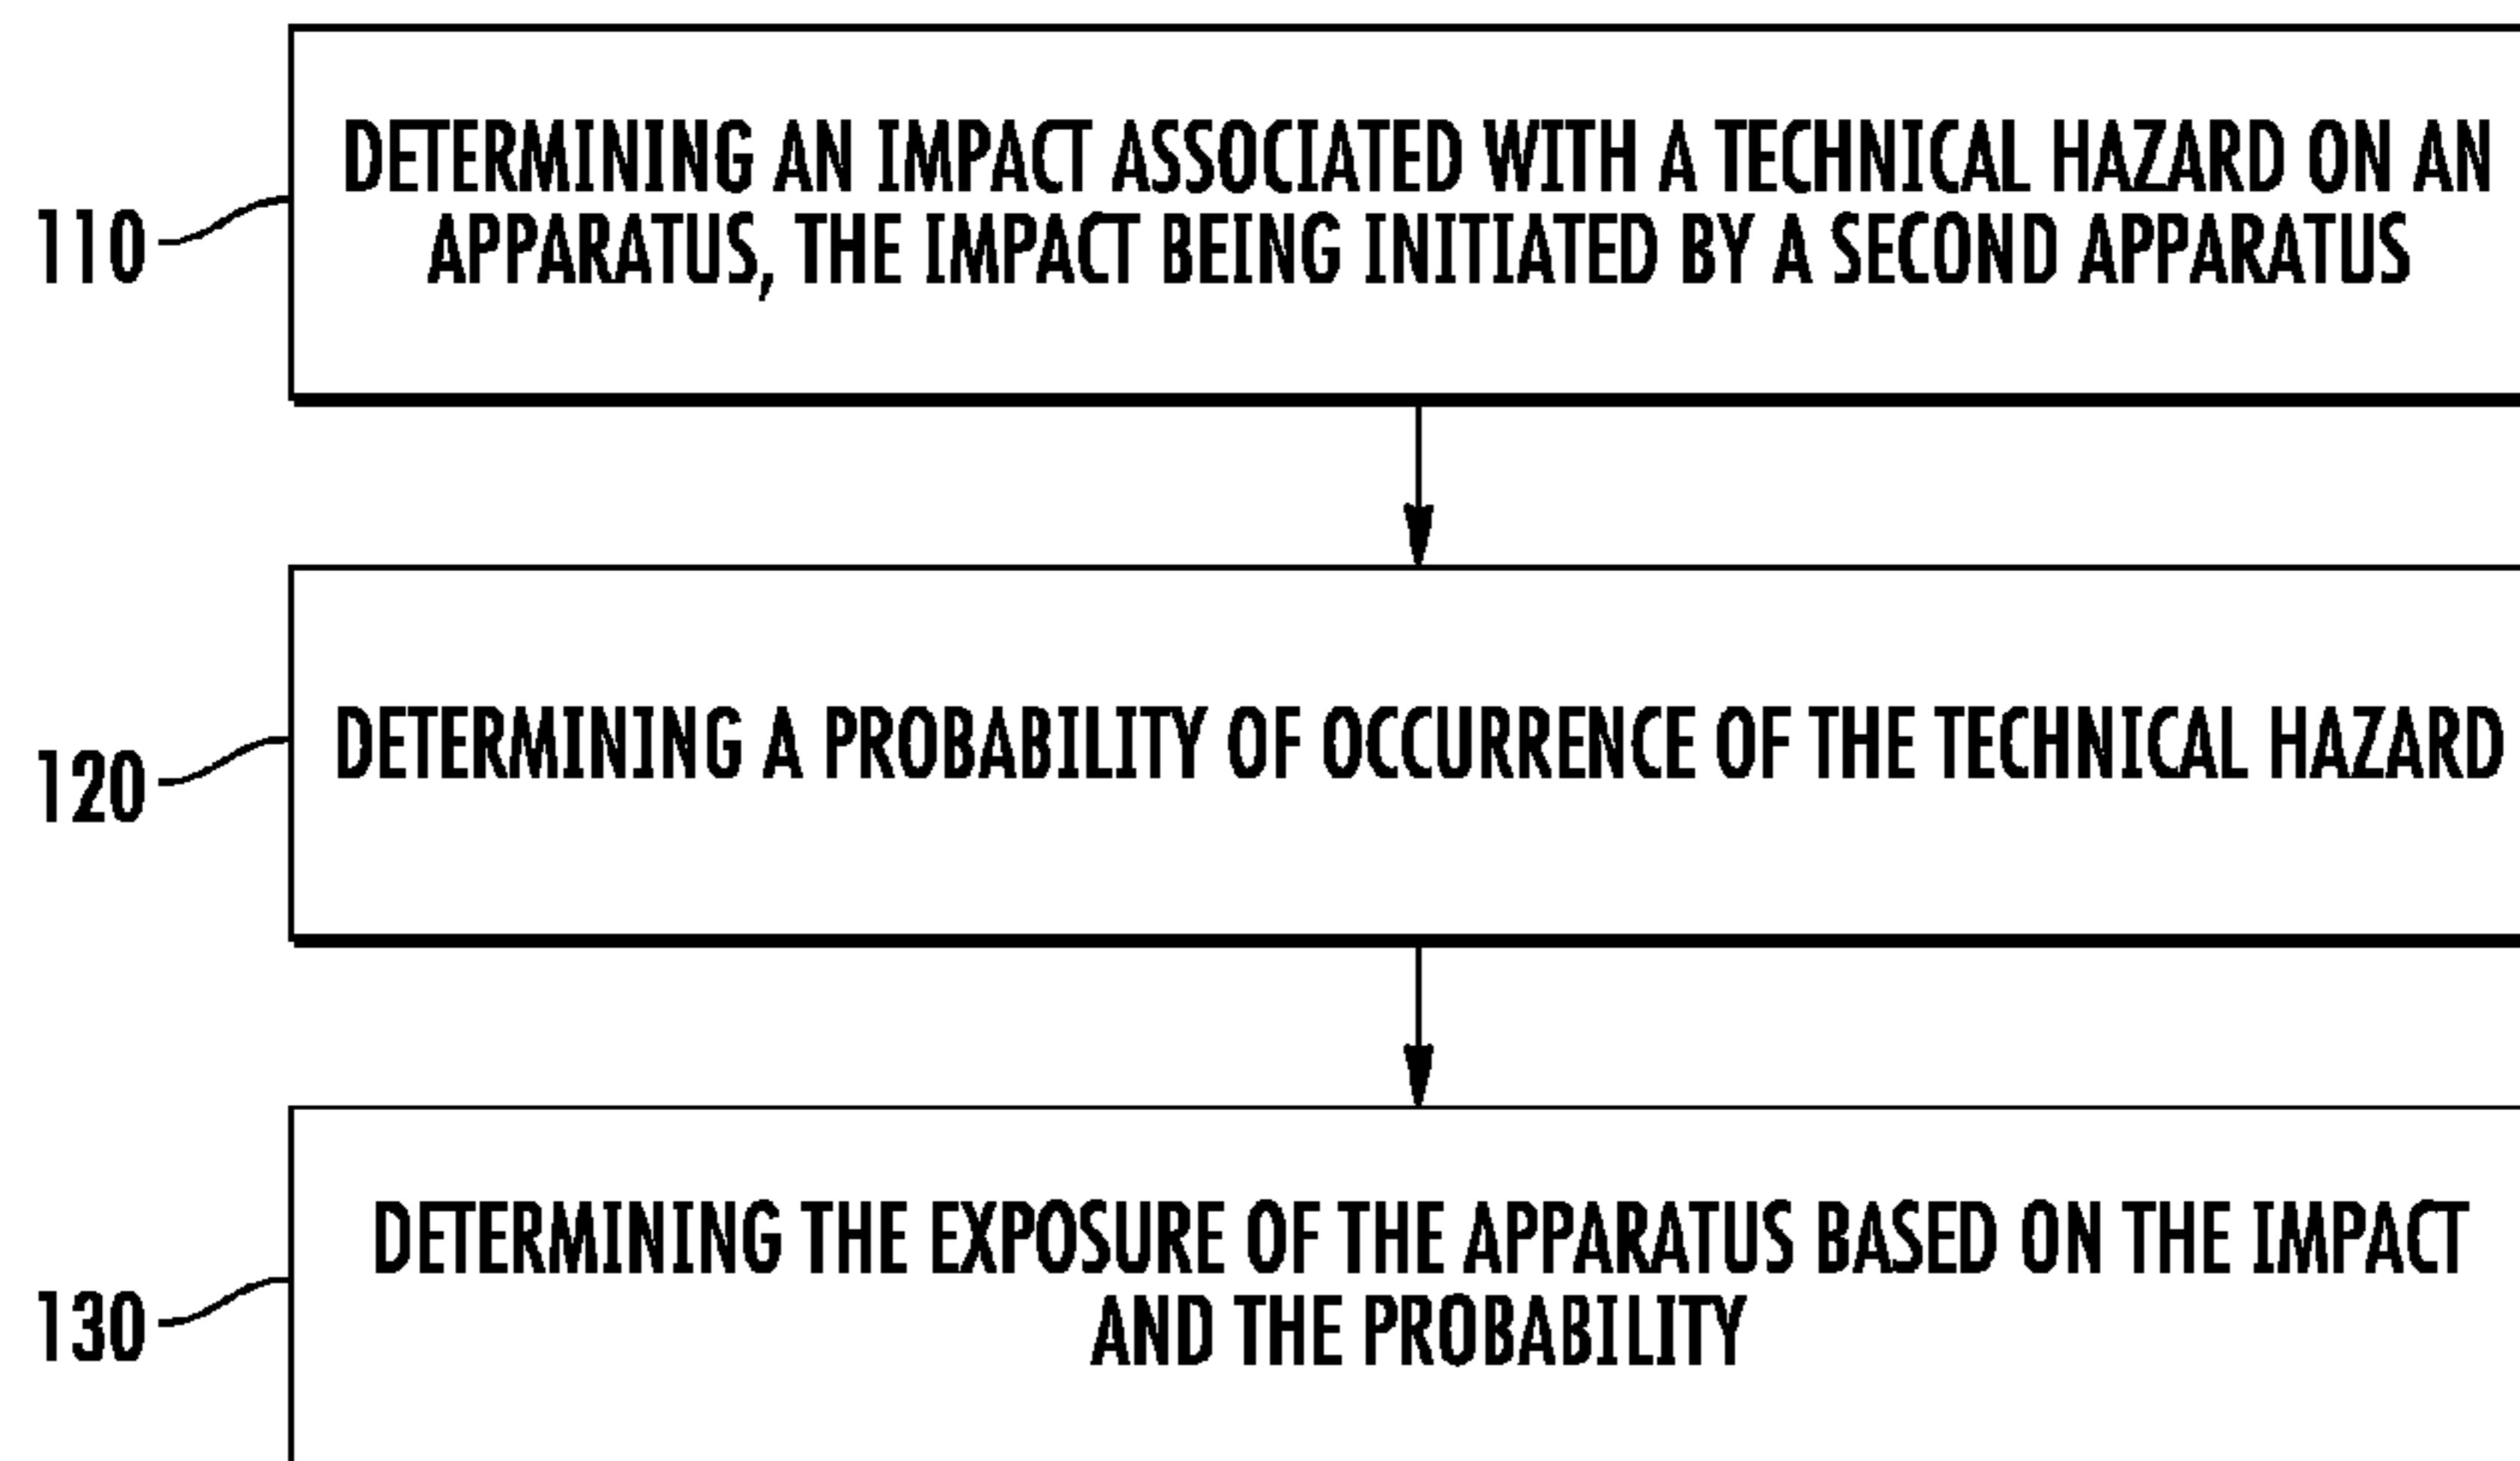 DETERMINING AN IMPACT ASSOCIATED WITH A TECHNICAL HAZARD ON AN
APPARATUS, THE IMPACT BEING INITIATED BY A SECOND APPARATUS
110
DETERMINING A PROBABILITY OF OCCURRENCE OF THE TECHNICAL HAZARD
120
DETERMINING THE EXPOSURE OF THE APPARATUS BASED ON THE IMPACT
AND THE PROBABILITY
130